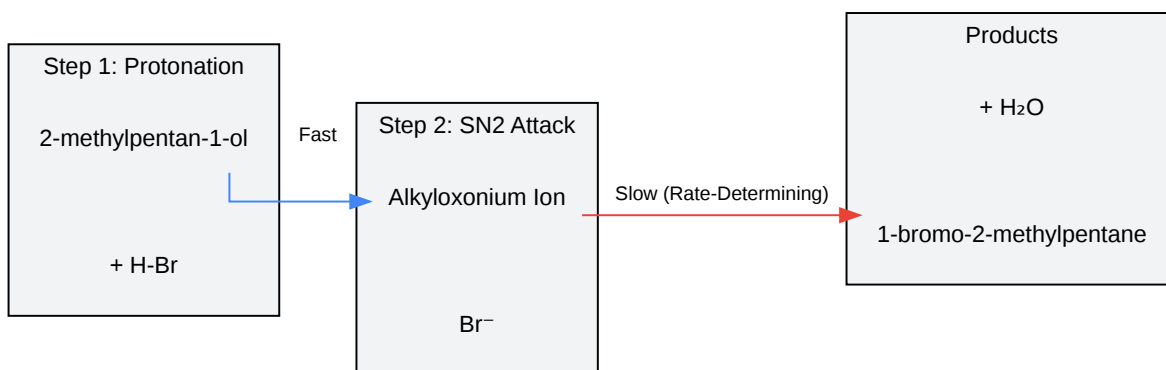 Step 1: Protonation
2-methylpentan-1-ol
+ H-Br
Fast
Step 2: SN2 Attack
Alkyloxonium Ion
Br⁻
Slow (Rate-Determining)
Products
+ H₂O
1-bromo-2-methylpentane